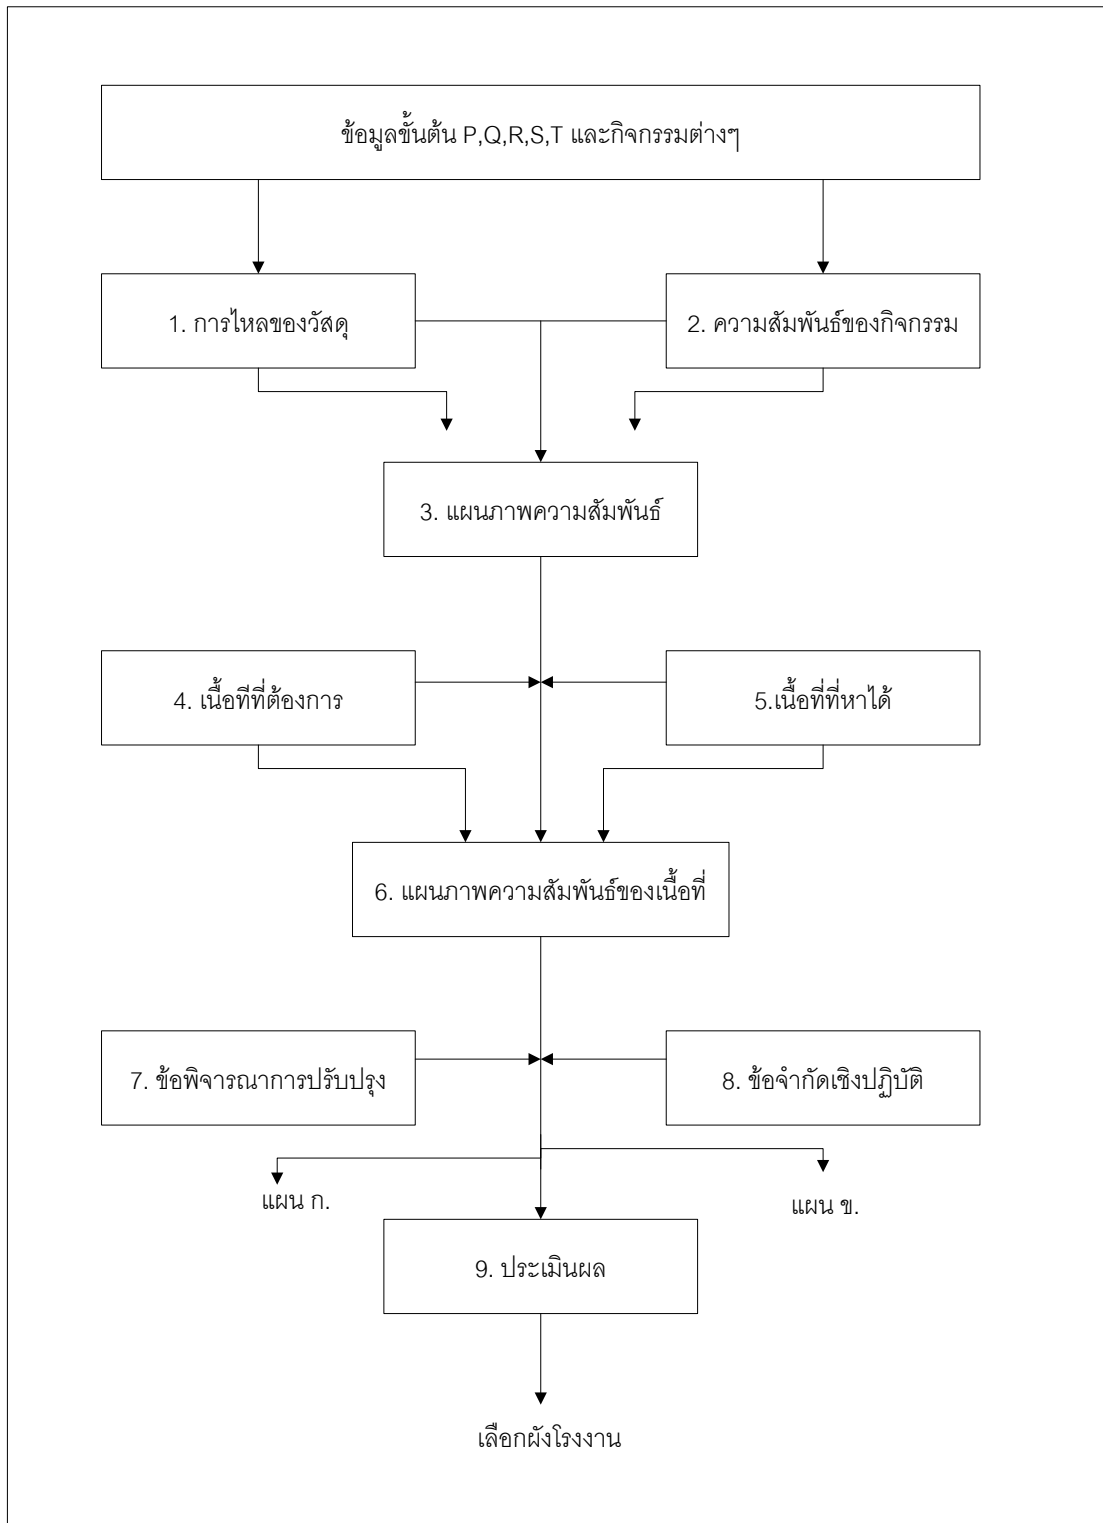 ข้อมูลขั้นต้น P,Q,R,S,T และกิจกรรมต่างๆ
1. การไหลของวัสดุ
2. ความสัมพันธ์ของกิจกรรม
3. แผนภาพความสัมพันธ์
4. เนื้อทีที่ต้องการ
5.เนื้อที่ที่หาได้
6. แผนภาพความสัมพันธ์ของเนื้อที่
7. ข้อพิจารณาการปรับปรุง
8. ข้อจำกัดเชิงปฏิบัติ
แผน ก.
แผน ข.
9. ประเมินผล
เลือกผังโรงงาน